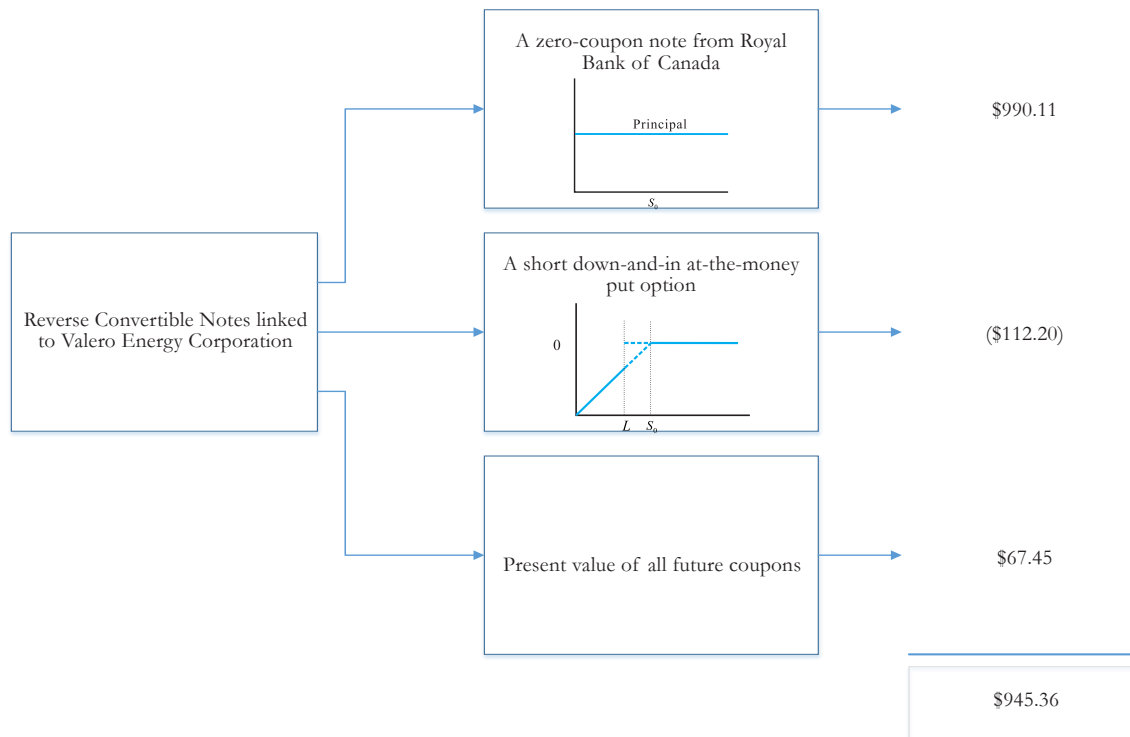 A zero-coupon note from Royal
Bank of Canada
Principal
S₀
$990.11
Reverse Convertible Notes linked
to Valero Energy Corporation
A short down-and-in at-the-money
put option
0
L S₀
($112.20)
Present value of all future coupons
$67.45
$945.36